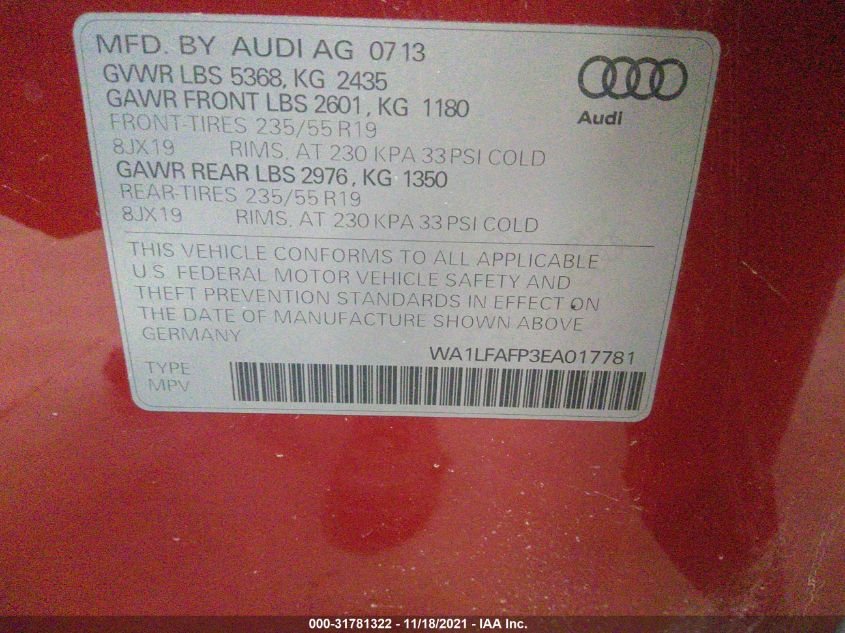 MFD. BY AUDI AG 0713
GVWR LBS 5368, KG 2435
GAWR FRONT LBS 2601, KG 1180
FRONT-TIRES 235/55 R19
8JX19 RIMS, AT 230 KPA 33 PSI COLD
GAWR REAR LBS 2976, KG 1350
REAR-TIRES 235/55 R19
8JX19 RIMS, AT 230 KPA 33 PSI COLD
Audi
THIS VEHICLE CONFORMS TO ALL APPLICABLE
U.S. FEDERAL MOTOR VEHICLE SAFETY AND
THEFT PREVENTION STANDARDS IN EFFECT ON
THE DATE OF MANUFACTURE SHOWN ABOVE
GERMANY
WA1LFAFP3EA017781
TYPE
MPV
000-31781322 - 11/18/2021 - IAA Inc.